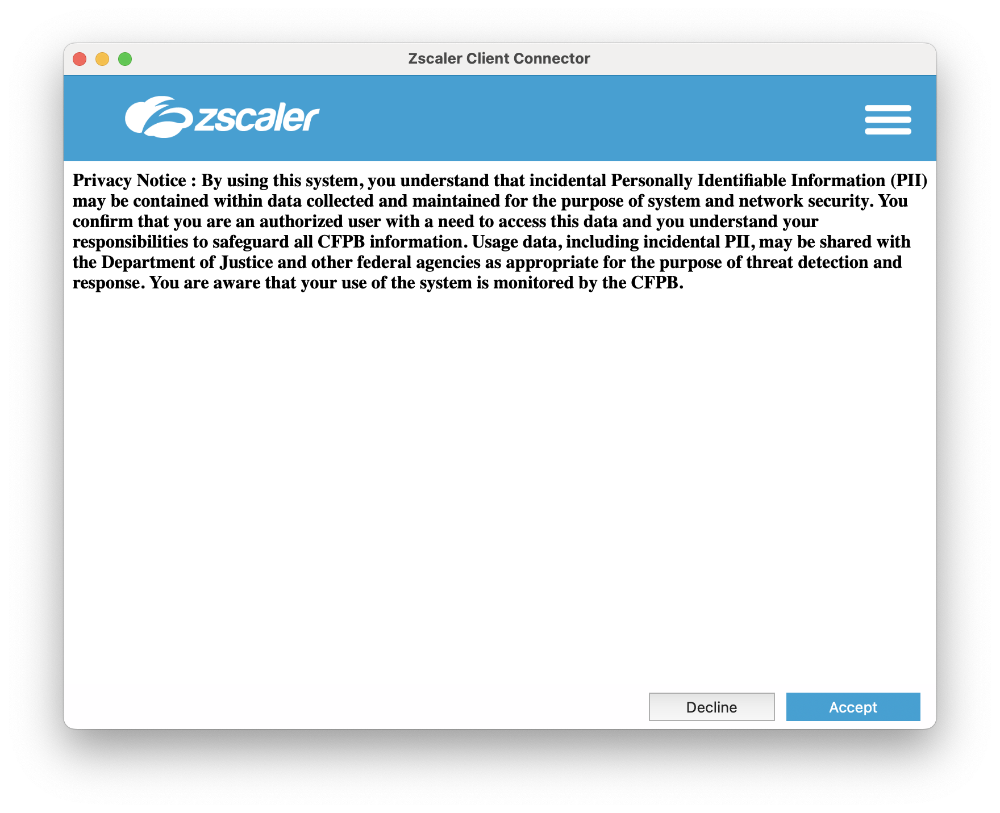 Zscaler Client Connector
zscaler
Privacy Notice : By using this system, you understand that incidental Personally Identifiable Information (PII)
may be contained within data collected and maintained for the purpose of system and network security. You
confirm that you are an authorized user with a need to access this data and you understand your
responsibilities to safeguard all CFPB information. Usage data, including incidental PII, may be shared with
the Department of Justice and other federal agencies as appropriate for the purpose of threat detection and
response. You are aware that your use of the system is monitored by the CFPB.
Decline
Accept